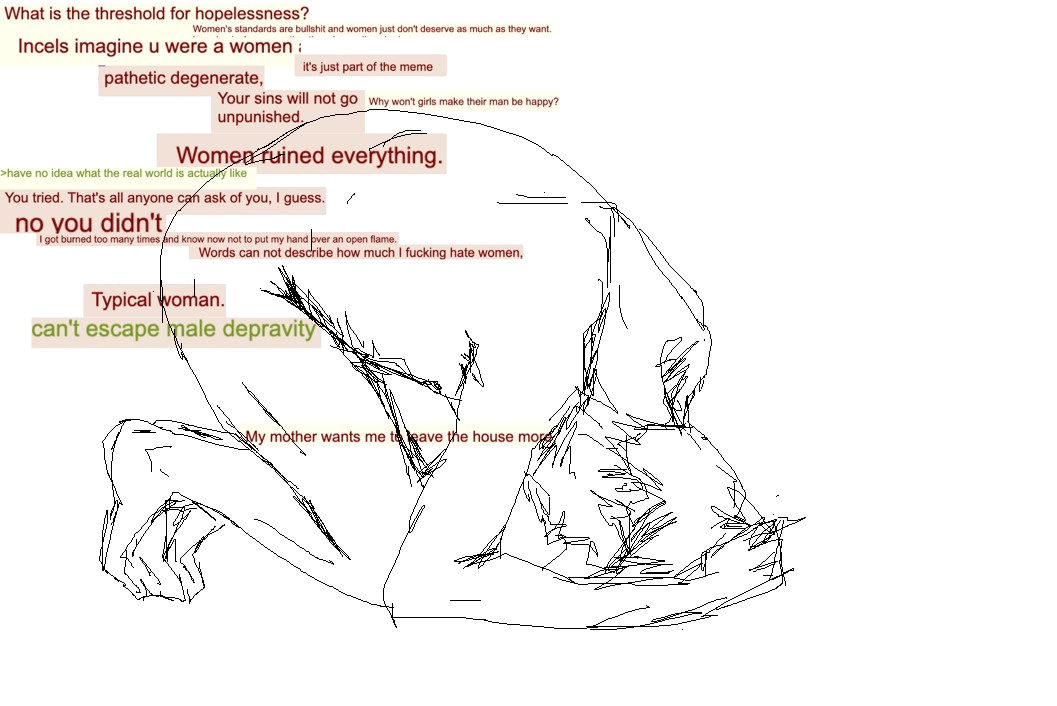 What is the threshold for hopelessness?
Women's standards are bullshit and women just don't deserve as much as they want.
Incels imagine u were a women
it's just part of the meme
pathetic degenerate,
Your sins will not go
unpunished.
Why won't girls make their man be happy?
Women ruined everything.
>have no idea what the real world is actually like
You tried. That's all anyone can ask of you, I guess.
no you didn't
I got burned too many times and know now not to put my hand over an open flame.
Words can not describe how much I fucking hate women,
Typical woman.
can't escape male depravity
My mother wants me to leave the house more